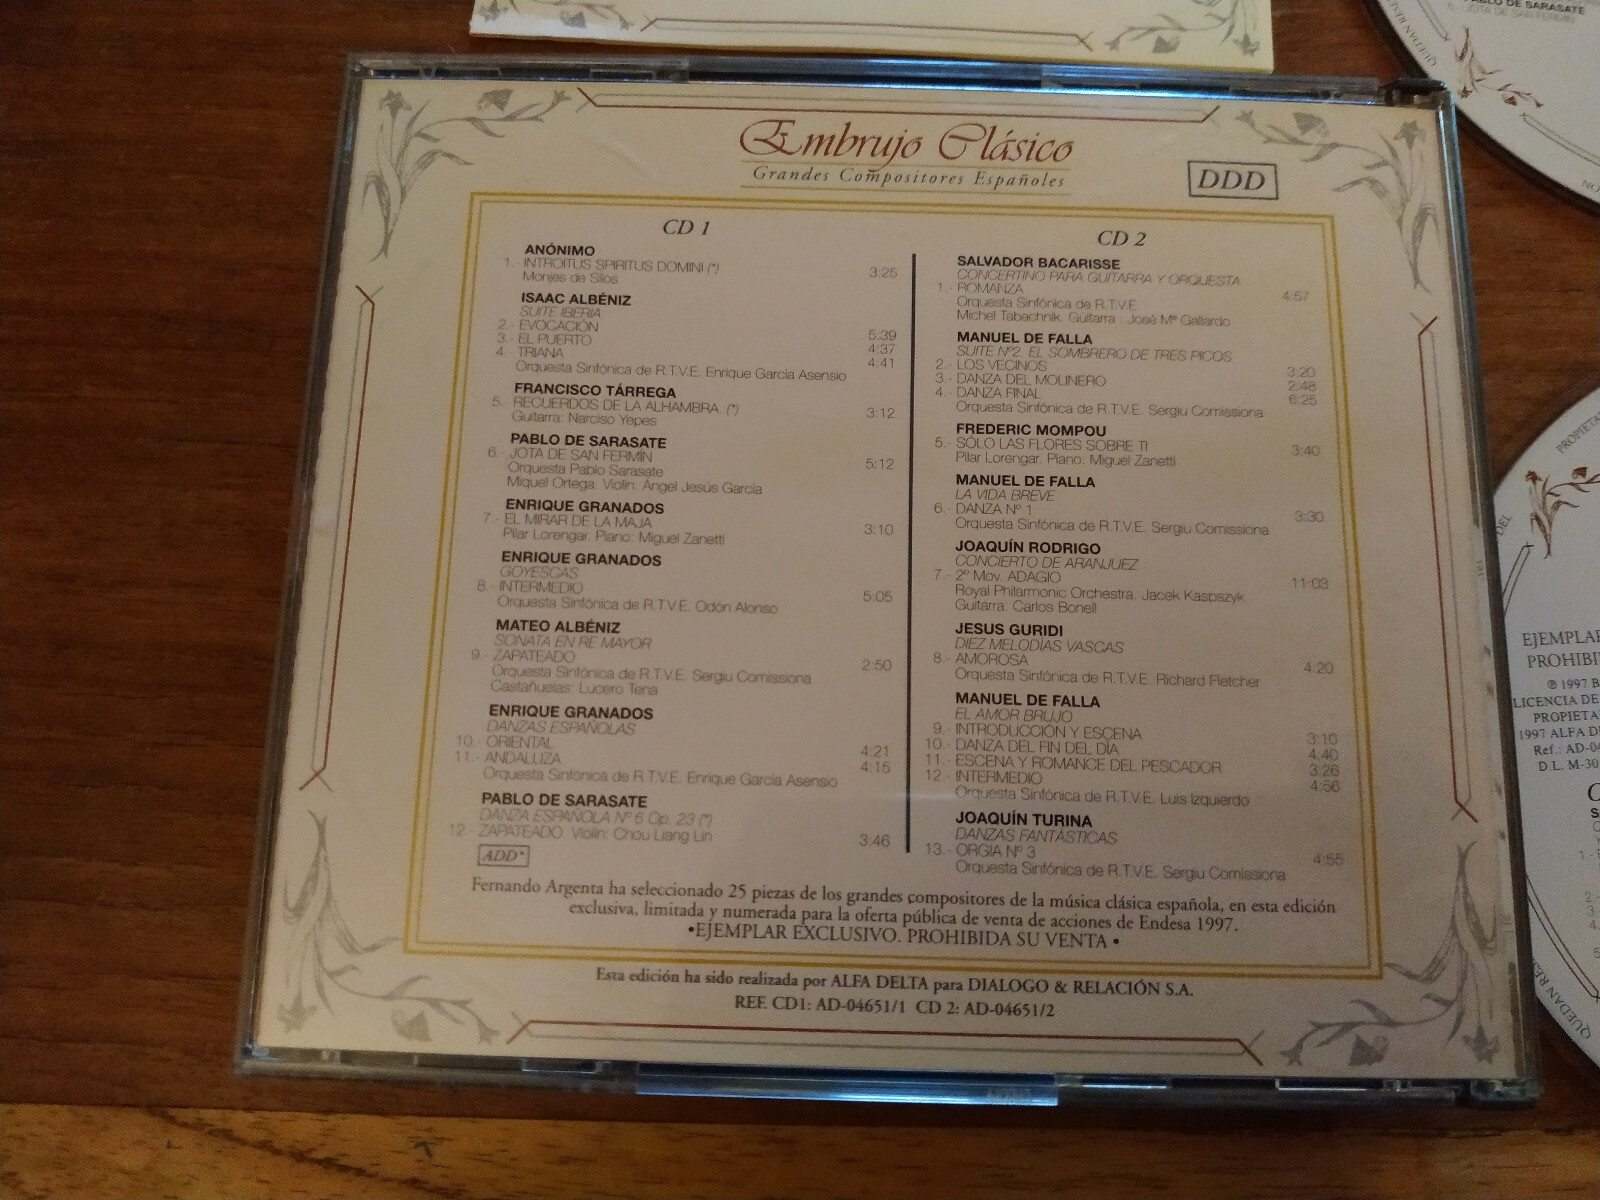 PABLO DE SARASATE
6.- JOTA DE SAN FERMIN
Embrujo Clásico
Grandes Compositores Españoles
DDD
CD 1
ANÓNIMO
1.- INTROITUS SPIRITUS DOMINI (*) 3:25
Monjes de Silos
ISAAC ALBÉNIZ
SUITE IBERIA
2.- EVOCACIÓN 5:39
3.- EL PUERTO 4:37
4.- TRIANA 4:41
Orquesta Sinfónica de R.T.V.E. Enrique García Asensio
FRANCISCO TÁRREGA
5.- RECUERDOS DE LA ALHAMBRA. (*) 3:12
Guitarra: Narciso Yepes
PABLO DE SARASATE
6.- JOTA DE SAN FERMIN 5:12
Orquesta Pablo Sarasate
Miquel Ortega. Violín: Ángel Jesús García
ENRIQUE GRANADOS
7.- EL MIRAR DE LA MAJA 3:10
Pilar Lorengar. Piano: Miguel Zanetti
ENRIQUE GRANADOS
GOYESCAS
8.- INTERMEDIO 5:05
Orquesta Sinfónica de R.T.V.E. Odón Alonso
MATEO ALBÉNIZ
SONATA EN RE MAYOR
9.- ZAPATEADO 2:50
Orquesta Sinfónica de R.T.V.E. Sergiu Comissiona
Castañuelas: Lucero Tena
ENRIQUE GRANADOS
DANZAS ESPAÑOLAS
10.- ORIENTAL 4:21
11.- ANDALUZA 4:15
Orquesta Sinfónica de R.T.V.E. Enrique García Asensio
PABLO DE SARASATE
DANZA ESPAÑOLA Nº 6 Op. 23 (*)
12.- ZAPATEADO. Violín: Chou Liang Lin 3:46
ADD*
CD 2
SALVADOR BACARISSE
CONCERTINO PARA GUITARRA Y ORQUESTA
1.- ROMANZA 4:57
Orquesta Sinfónica de R.T.V.E.
Michel Tabachnik. Guitarra : José Mª Gallardo
MANUEL DE FALLA
SUITE Nº2. EL SOMBRERO DE TRES PICOS
2.- LOS VECINOS 3:20
3.- DANZA DEL MOLINERO 2:48
4.- DANZA FINAL 6:25
Orquesta Sinfónica de R.T.V.E. Sergiu Comissiona
FREDERIC MOMPOU
5.- SÓLO LAS FLORES SOBRE TI 3:40
Pilar Lorengar. Piano: Miguel Zanetti
MANUEL DE FALLA
LA VIDA BREVE
6.- DANZA Nº 1 3:30
Orquesta Sinfónica de R.T.V.E. Sergiu Comissiona
JOAQUÍN RODRIGO
CONCIERTO DE ARANJUEZ
7.- 2º Mov. ADAGIO 11:03
Royal Philarmonic Orchestra. Jacek Kaspszyk
Guitarra: Carlos Bonell
JESUS GURIDI
DIEZ MELODÍAS VASCAS
8.- AMOROSA 4:20
Orquesta Sinfónica de R.T.V.E. Richard Fletcher
MANUEL DE FALLA
EL AMOR BRUJO
9.- INTRODUCCIÓN Y ESCENA 3:10
10.- DANZA DEL FIN DEL DÍA 4:40
11.- ESCENA Y ROMANCE DEL PESCADOR 3:26
12.- INTERMEDIO 4:56
Orquesta Sinfónica de R.T.V.E. Luis Izquierdo
JOAQUÍN TURINA
DANZAS FANTÁSTICAS
13.- ORGIA Nº 3 4:55
Orquesta Sinfónica de R.T.V.E. Sergiu Comissiona
Fernando Argenta ha seleccionado 25 piezas de los grandes compositores de la música clásica española, en esta edición
exclusiva, limitada y numerada para la oferta pública de venta de acciones de Endesa 1997.
•EJEMPLAR EXCLUSIVO. PROHIBIDA SU VENTA •
Esta edición ha sido realizada por ALFA DELTA para DIALOGO & RELACIÓN S.A.
REF. CD1: AD-04651/1 CD 2: AD-04651/2
QUEDAN RES
DEL
EJEMPLAR
PROHIBI
℗ 1997 B
LICENCIA DE
PROPIETA
1997 ALFA D
Ref.: AD-04
D.L. M-30